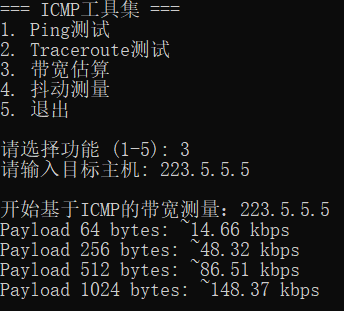 === ICMP工具集 ===
1. Ping测试
2. Traceroute测试
3. 带宽估算
4. 抖动测量
5. 退出
请选择功能 (1-5): 3
请输入目标主机: 223.5.5.5
开始基于ICMP的带宽测量：223.5.5.5
Payload 64 bytes: ~14.66 kbps
Payload 256 bytes: ~48.32 kbps
Payload 512 bytes: ~86.51 kbps
Payload 1024 bytes: ~148.37 kbps